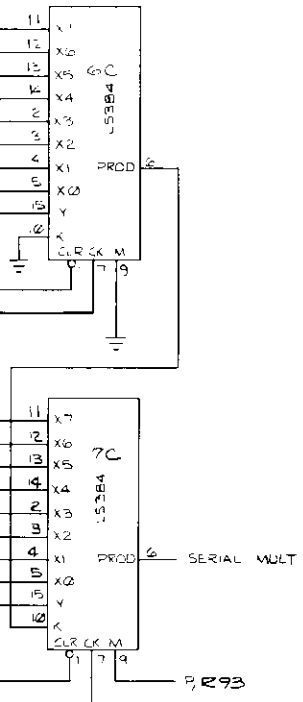 11 X7
12 X6
13 X5 6C
14 X4 LS384
2 X3
3 X2
4 X1 PROD 6
5 X0
15 Y
10 K
CLR CK M
1 7 9
11 X7
12 X6
13 X5 7C
14 X4 LS384
2 X3
3 X2
4 X1 PROD 6 SERIAL MULT
5 X0
15 Y
10 K
CLR CK M
1 7 9
P, R93